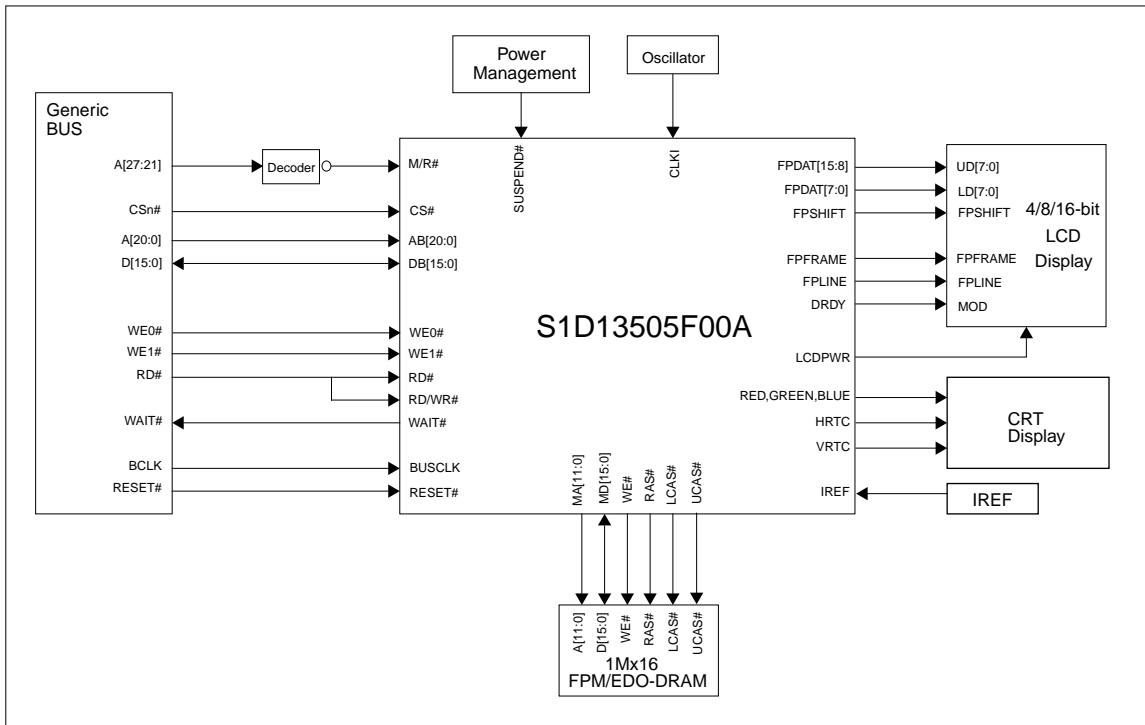 Power
Management
Oscillator
Generic
BUS
A[27:21]
Decoder
M/R#
SUSPEND#
CLKI
FPDAT[15:8]
UD[7:0]
FPDAT[7:0]
LD[7:0]
CSn#
CS#
FPSHIFT
FPSHIFT
4/8/16-bit
LCD
Display
A[20:0]
AB[20:0]
D[15:0]
DB[15:0]
FPFRAME
FPFRAME
FPLINE
FPLINE
DRDY
MOD
S1D13505F00A
WE0#
WE0#
WE1#
WE1#
LCDPWR
RD#
RD#
RD/WR#
RED,GREEN,BLUE
WAIT#
WAIT#
HRTC
CRT
Display
VRTC
BCLK
BUSCLK
RESET#
RESET#
MA[11:0]
MD[15:0]
WE#
RAS#
LCAS#
UCAS#
IREF
IREF
A[11:0]
D[15:0]
WE#
RAS#
LCAS#
UCAS#
1Mx16
FPM/EDO-DRAM